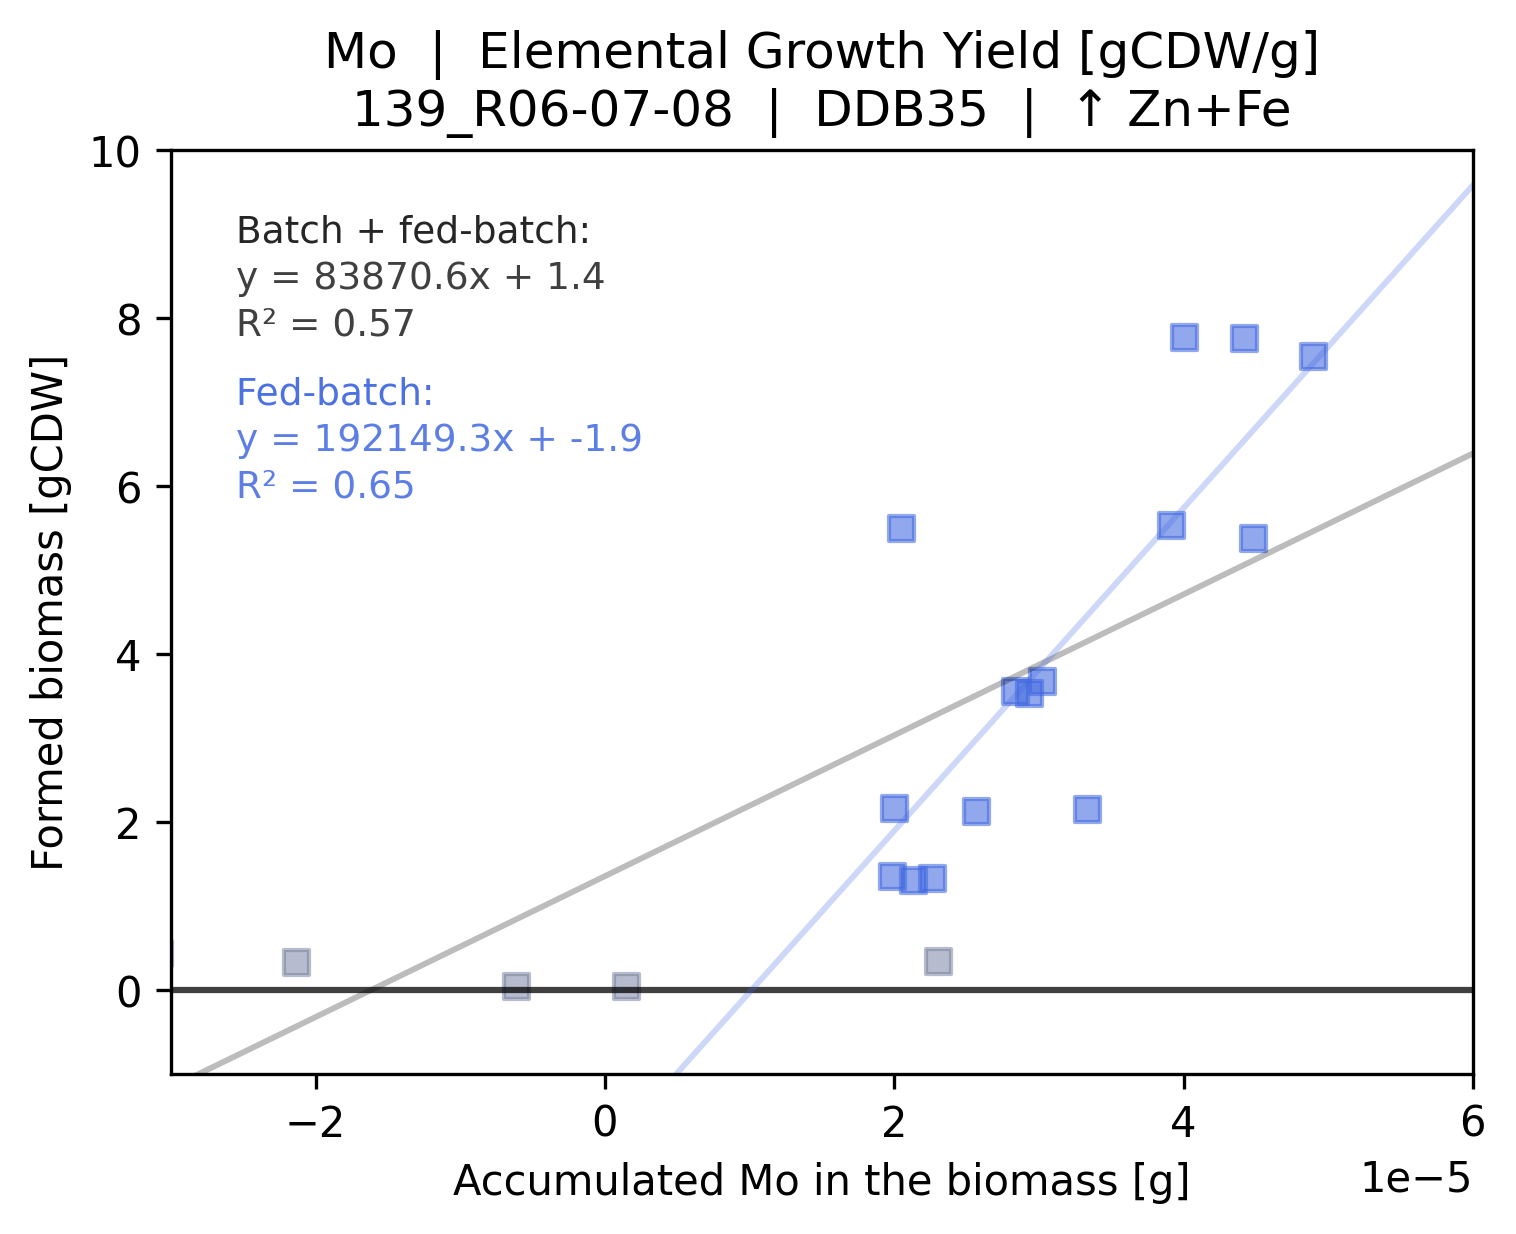 Mo | Elemental Growth Yield [gCDW/g]
139_R06-07-08 | DDB35 | ↑ Zn+Fe
10
8
6
4
2
0
Formed biomass [gCDW]
Batch + fed-batch:
y = 83870.6x + 1.4
R² = 0.57
Fed-batch:
y = 192149.3x + -1.9
R² = 0.65
−2 0 2 4 6
Accumulated Mo in the biomass [g]
1e−5